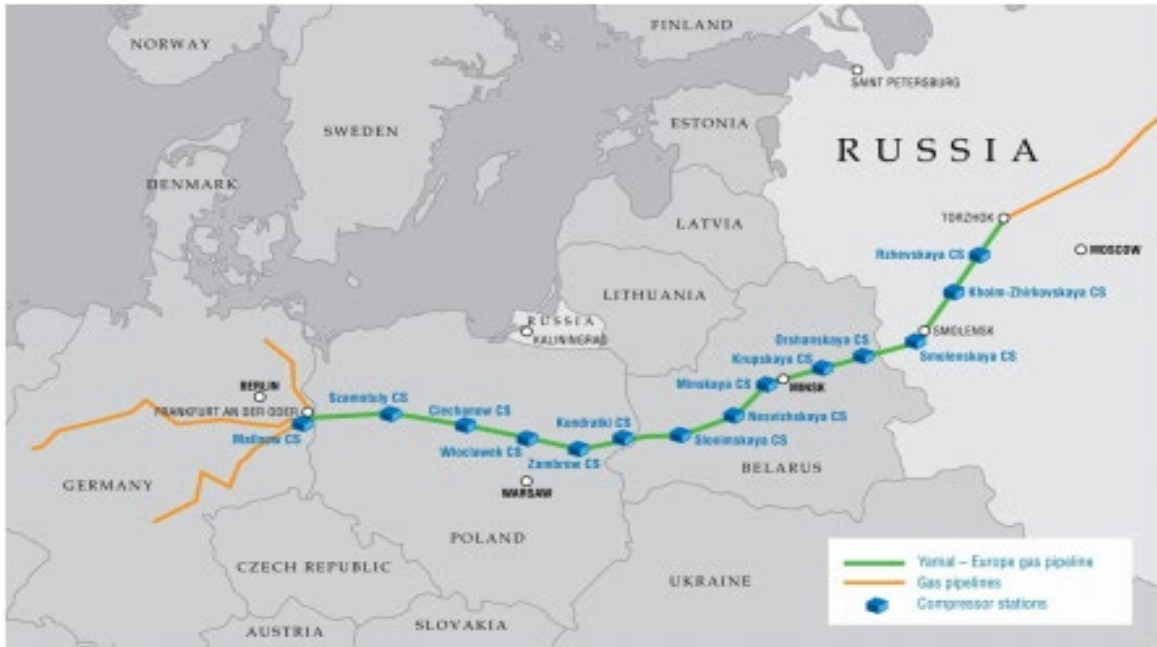 NORWAY
FINLAND
SAINT PETERSBURG
SWEDEN
ESTONIA
RUSSIA
DENMARK
LATVIA
TORZHOK
MOSCOW
Rzhevskaya CS
LITHUANIA
Kholm-Zhirkovskaya CS
RUSSIA
KALININGRAD
SMOLENSK
Orshanskaya CS
Smolenskaya CS
Krupskaya CS
BERLIN
Minskaya CS
MINSK
Szamotuly CS
FRANKFURT AN DER ODER
Ciechanow CS
Nesvizhskaya CS
Kondratki CS
Mallnow CS
Slonimskaya CS
Włocławek CS
Zambrow CS
BELARUS
GERMANY
WARSAW
POLAND
CZECH REPUBLIC
UKRAINE
Yamal – Europe gas pipeline
Gas pipelines
Compressor stations
SLOVAKIA
AUSTRIA